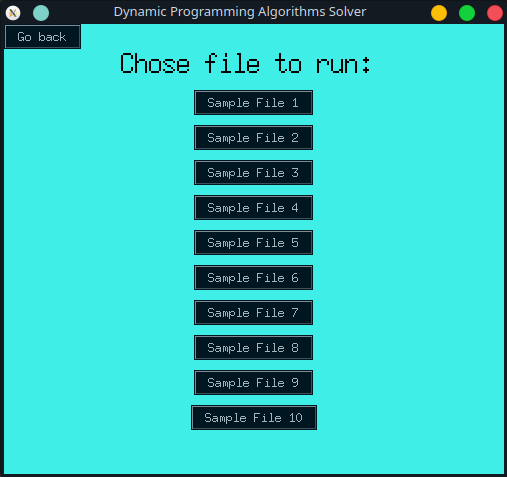 Dynamic Programming Algorithms Solver
Go back
Chose file to run:
Sample File 1
Sample File 2
Sample File 3
Sample File 4
Sample File 5
Sample File 6
Sample File 7
Sample File 8
Sample File 9
Sample File 10